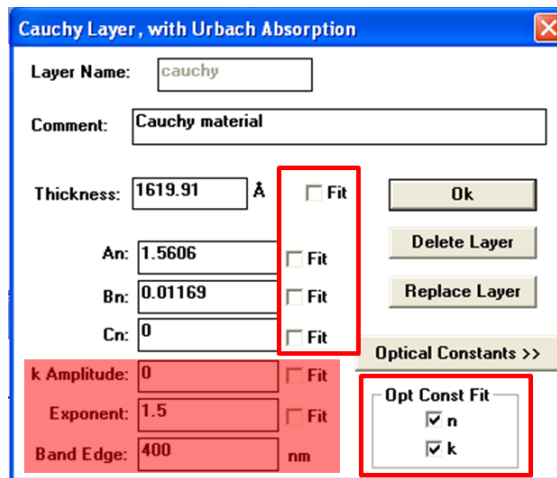 Cauchy Layer, with Urbach Absorption
Layer Name: cauchy
Comment: Cauchy material
Thickness: 1619.91 Å Fit
Ok
An: 1.5606 Fit
Delete Layer
Bn: 0.01169 Fit
Replace Layer
Cn: 0 Fit
Optical Constants >>
k Amplitude: 0 Fit
Exponent: 1.5 Fit
Band Edge: 400 nm
Opt Const Fit
n
k